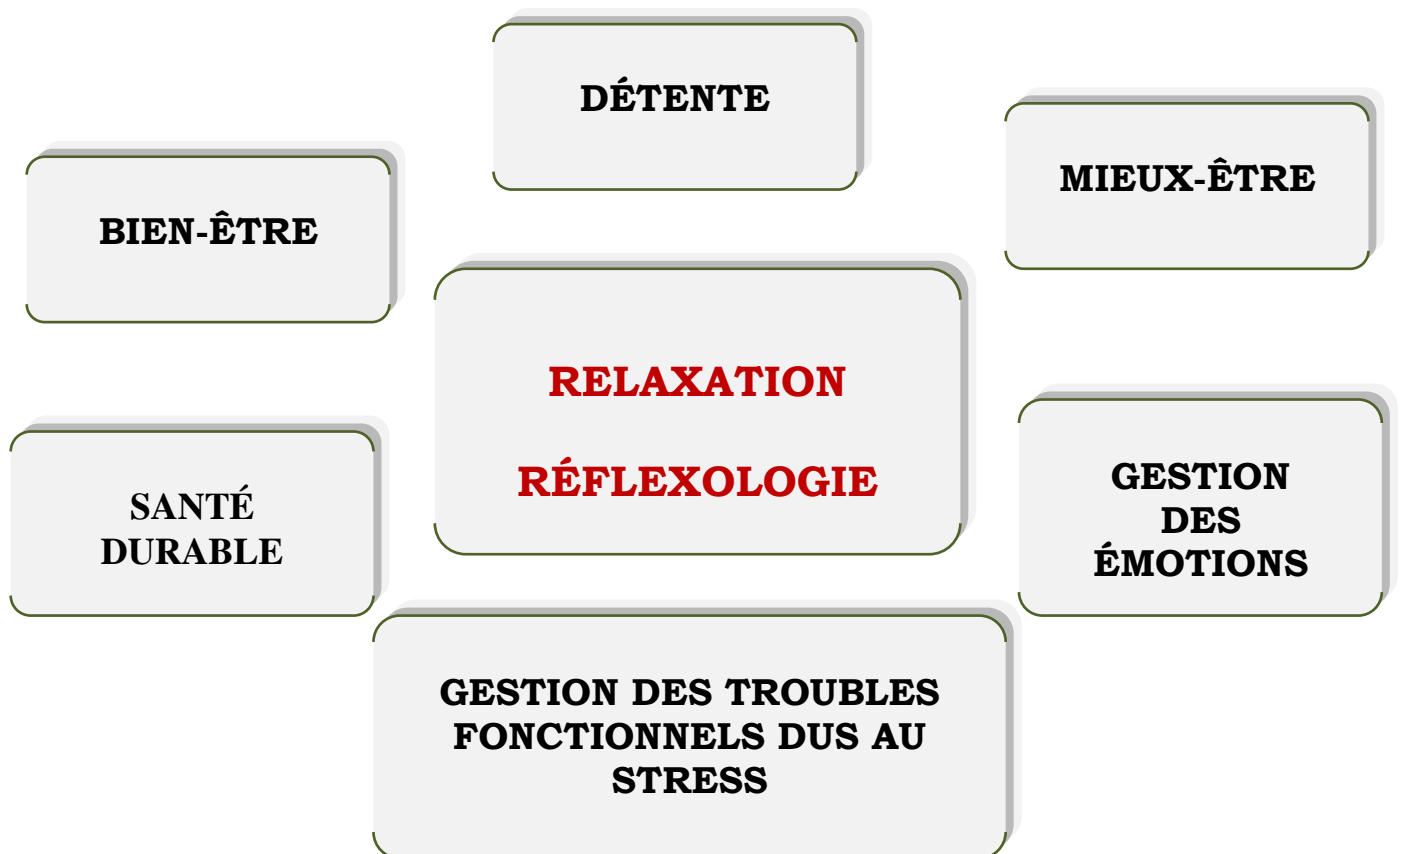 DÉTENTE
MIEUX-ÊTRE
BIEN-ÊTRE
RELAXATION
RÉFLEXOLOGIE
GESTION
DES
ÉMOTIONS
SANTÉ
DURABLE
GESTION DES TROUBLES
FONCTIONNELS DUS AU
STRESS